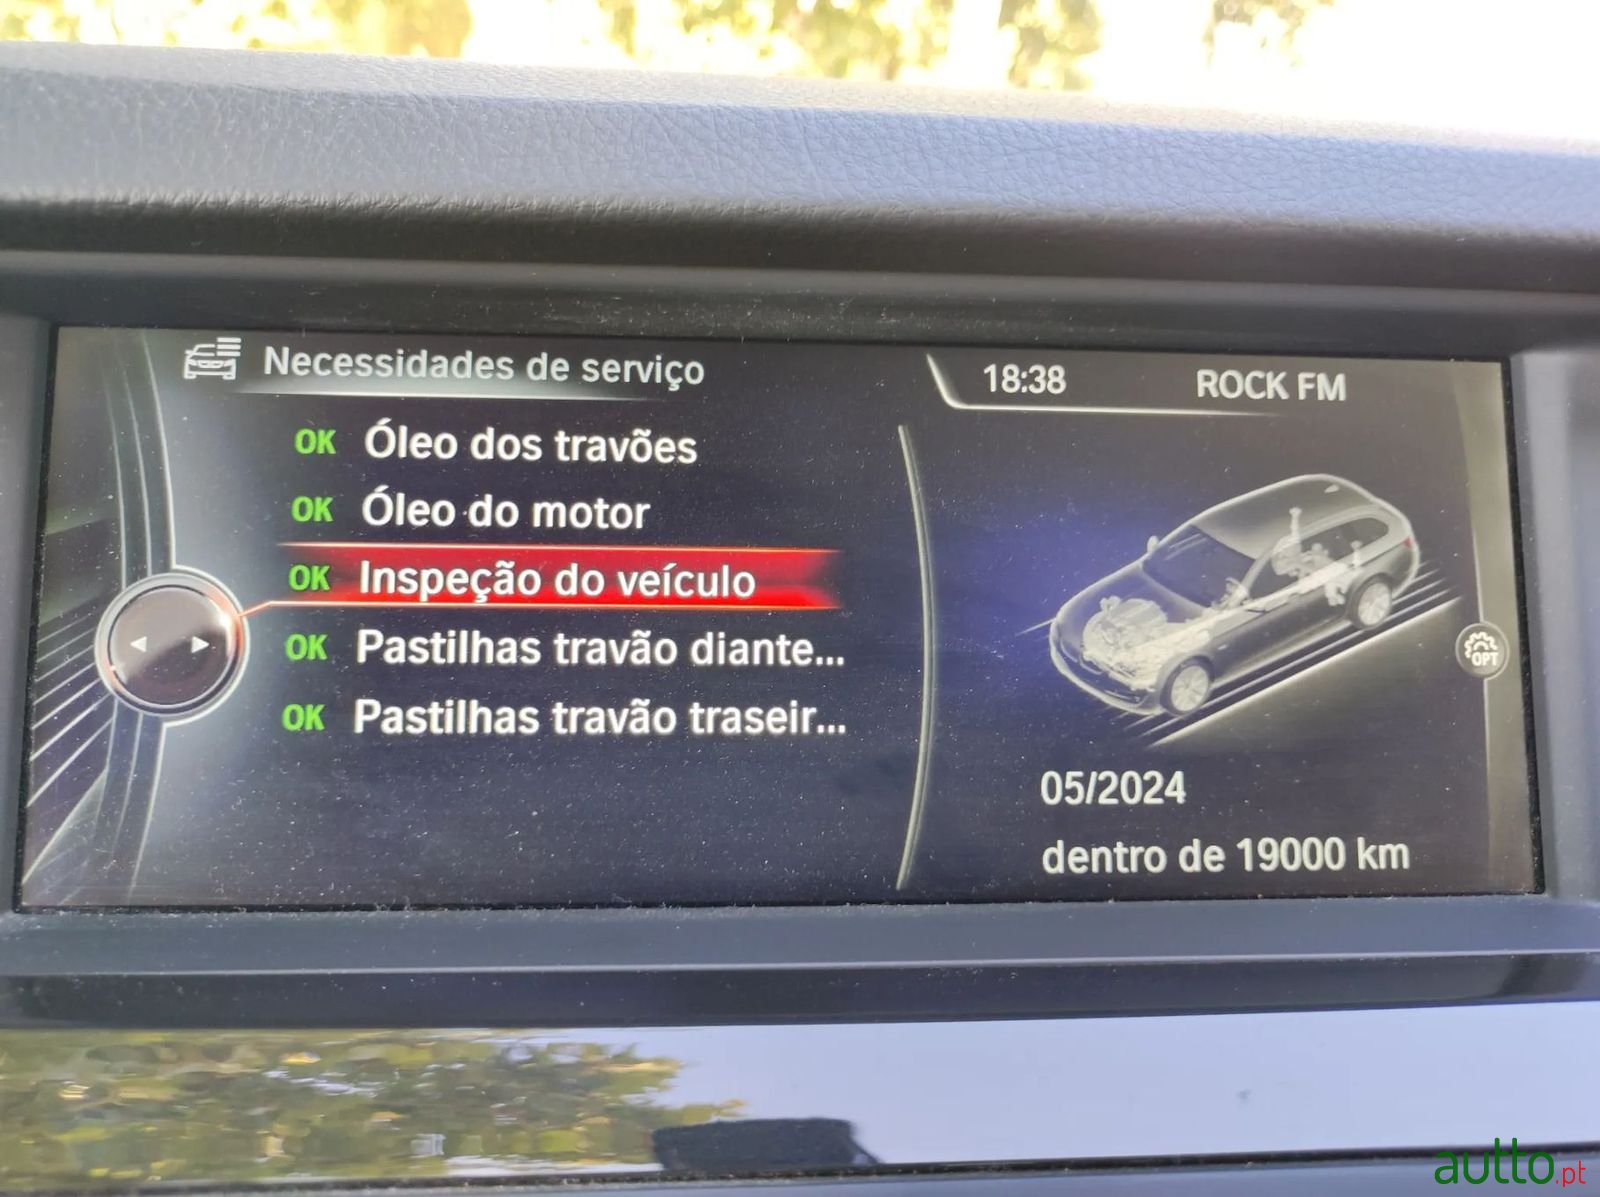 Necessidades de serviço
18:38 ROCK FM
OK Óleo dos travões
OK Óleo do motor
OK Inspeção do veículo
OK Pastilhas travão diante...
OK Pastilhas travão traseir...
OPT
05/2024
dentro de 19000 km
autto.pt